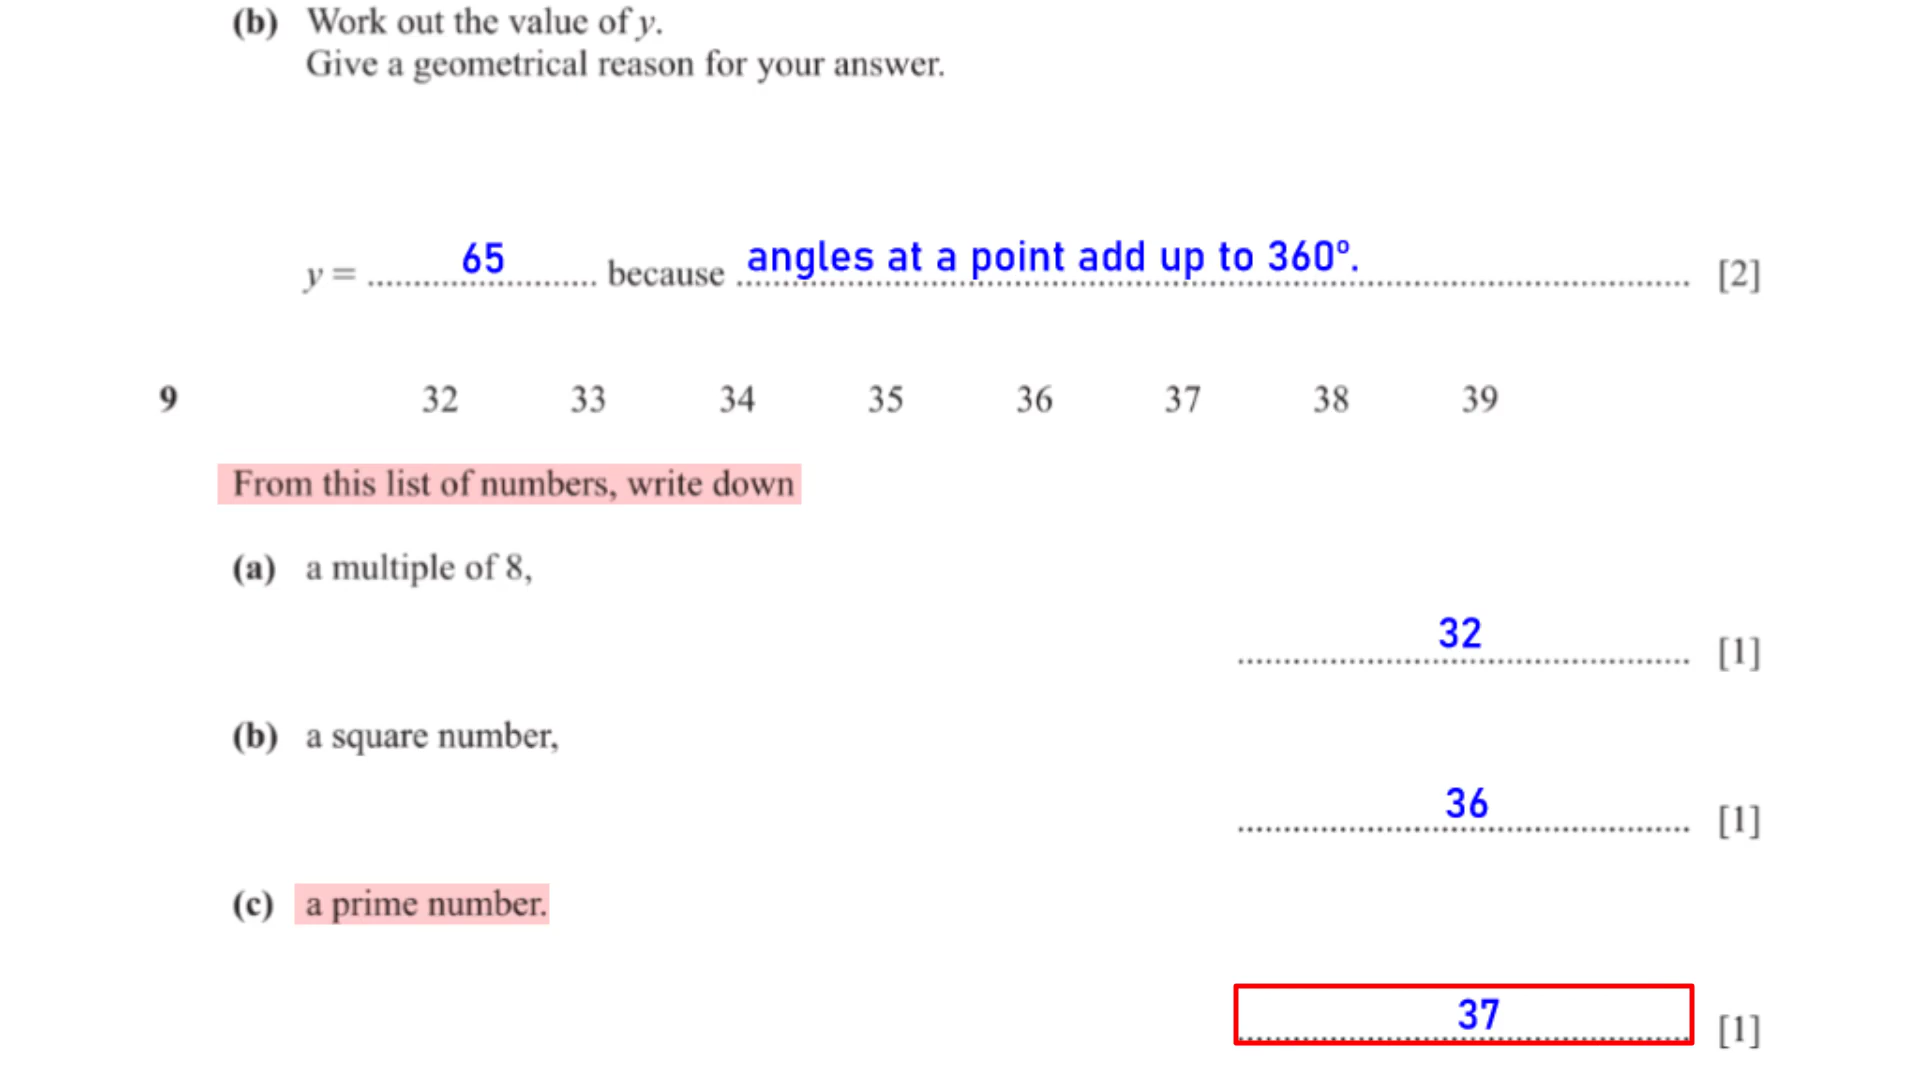 (b) Work out the value of y.
Give a geometrical reason for your answer.
y = ........ 65 ........ because angles at a point add up to 360º. ........ [2]
9 32 33 34 35 36 37 38 39
From this list of numbers, write down
(a) a multiple of 8,
32 [1]
(b) a square number,
36 [1]
(c) a prime number.
37 [1]